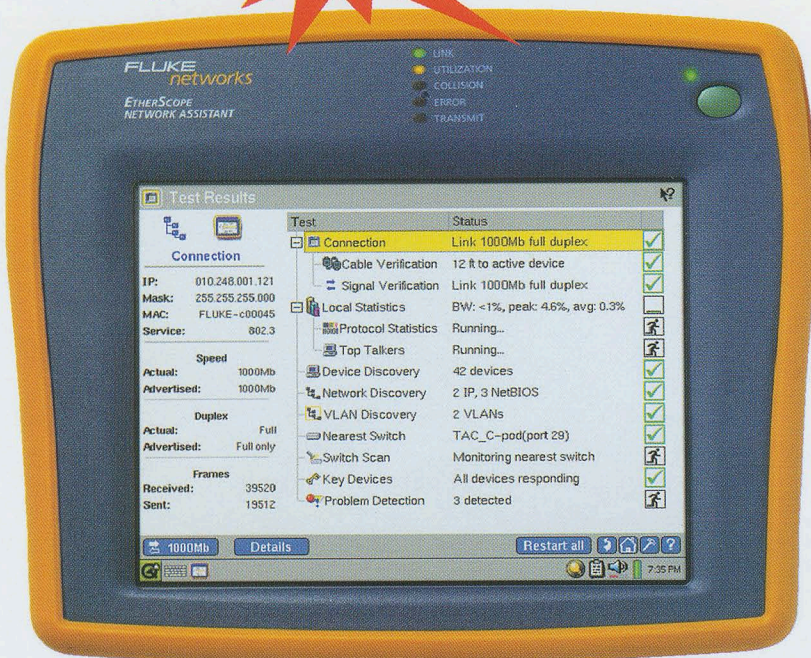 FLUKE
networks
ETHERSCOPE
NETWORK ASSISTANT
LINK
UTILIZATION
COLLISION
ERROR
TRANSMIT
Test Results
Connection
IP: 010.248.001.121
Mask: 255.255.255.000
MAC: FLUKE-c00045
Service: 802.3
Speed
Actual: 1000Mb
Advertised: 1000Mb
Duplex
Actual: Full
Advertised: Full only
Frames
Received: 39520
Sent: 19512
Test Status
Connection Link 1000Mb full duplex
Cable Verification 12 ft to active device
Signal Verification Link 1000Mb full duplex
Local Statistics BW: <1%, peak: 4.6%, avg: 0.3%
Protocol Statistics Running...
Top Talkers Running...
Device Discovery 42 devices
Network Discovery 2 IP, 3 NetBIOS
VLAN Discovery 2 VLANs
Nearest Switch TAC_C-pod(port 29)
Switch Scan Monitoring nearest switch
Key Devices All devices responding
Problem Detection 3 detected
1000Mb Details Restart all ?
7:35 PM